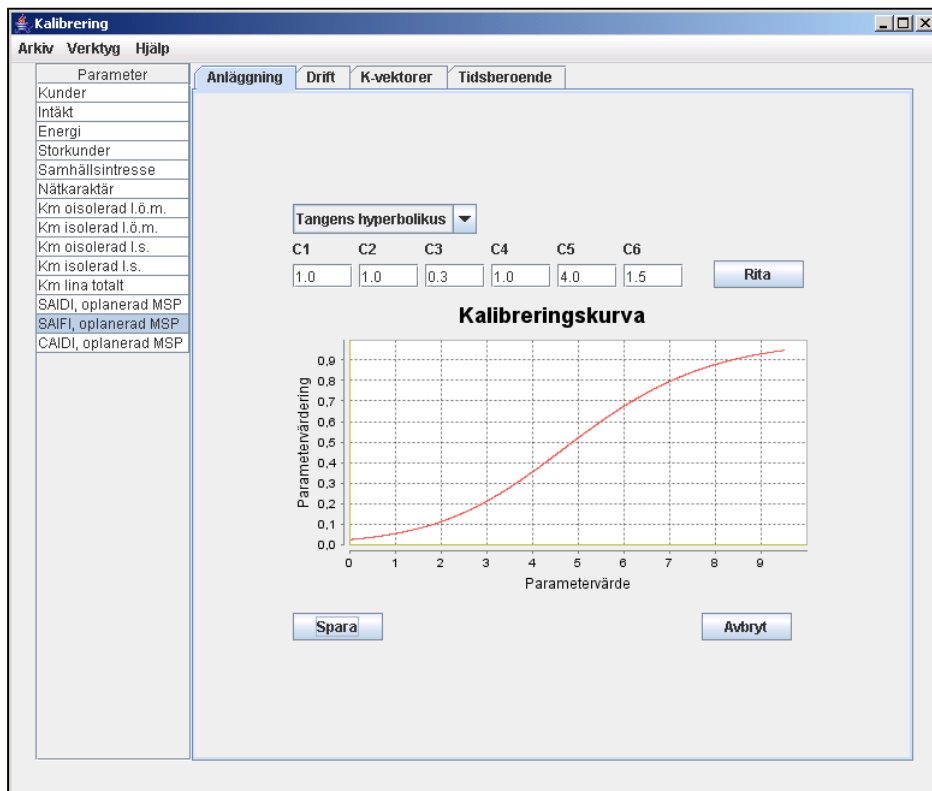 Kalibrering
Arkiv Verktyg Hjälp
Parameter
Kunder
Intäkt
Energi
Storkunder
Samhällsintresse
Nätkaraktär
Km oisolerad l.ö.m.
Km isolerad l.ö.m.
Km oisolerad l.s.
Km isolerad l.s.
Km lina totalt
SAIDI, oplanerad MSP
SAIFI, oplanerad MSP
CAIDI, oplanerad MSP
Anläggning Drift K-vektorer Tidsberoende
Tangens hyperbolikus
C1 C2 C3 C4 C5 C6
1.0 1.0 0.3 1.0 4.0 1.5 Rita
Kalibreringskurva
Parametervärdering
0,9
0,8
0,7
0,6
0,5
0,4
0,3
0,2
0,1
0,0
0 1 2 3 4 5 6 7 8 9
Parametervärde
Spara Avbryt